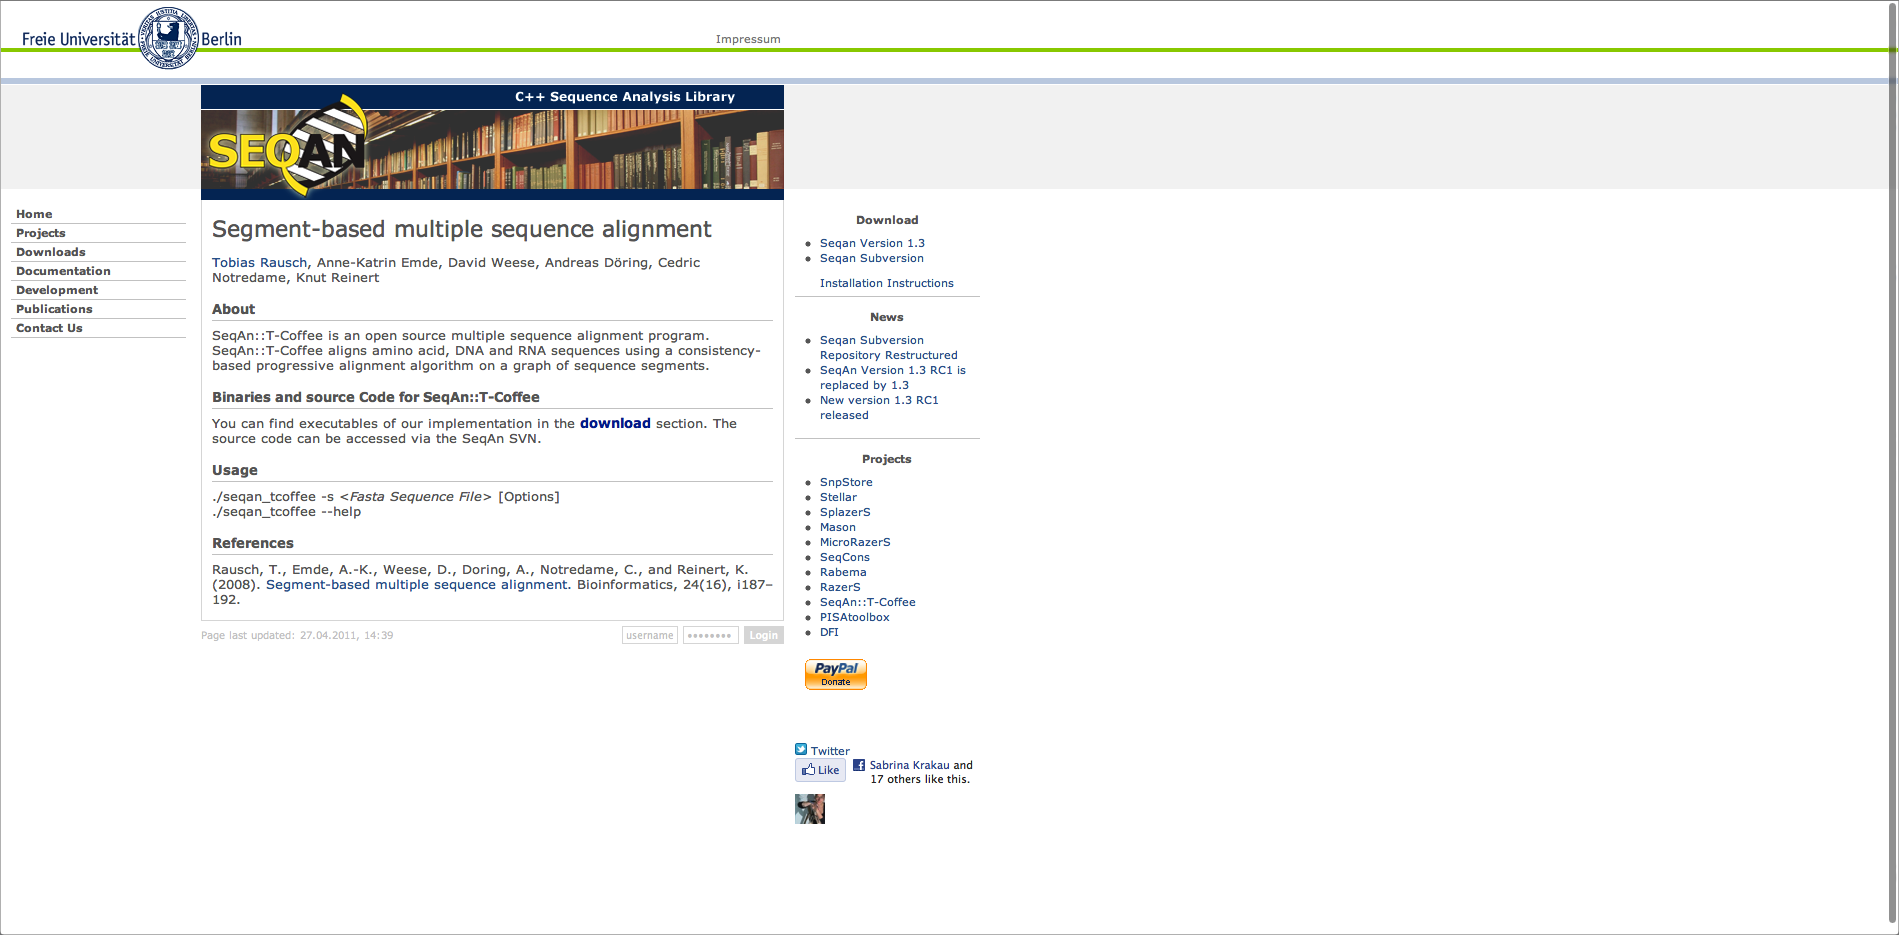 Freie Universität Berlin
Impressum
C++ Sequence Analysis Library
SEQAN
Home
Projects
Downloads
Documentation
Development
Publications
Contact Us
Segment-based multiple sequence alignment
Tobias Rausch, Anne-Katrin Emde, David Weese, Andreas Döring, Cedric
Notredame, Knut Reinert
About
SeqAn::T-Coffee is an open source multiple sequence alignment program.
SeqAn::T-Coffee aligns amino acid, DNA and RNA sequences using a consistency-
based progressive alignment algorithm on a graph of sequence segments.
Binaries and source Code for SeqAn::T-Coffee
You can find executables of our implementation in the download section. The
source code can be accessed via the SeqAn SVN.
Usage
./seqan_tcoffee -s <Fasta Sequence File> [Options]
./seqan_tcoffee --help
References
Rausch, T., Emde, A.-K., Weese, D., Doring, A., Notredame, C., and Reinert, K.
(2008). Segment-based multiple sequence alignment. Bioinformatics, 24(16), i187–
192.
Page last updated: 27.04.2011, 14:39
username
••••••••
Login
Download
Seqan Version 1.3
Seqan Subversion
Installation Instructions
News
Seqan Subversion
Repository Restructured
SeqAn Version 1.3 RC1 is
replaced by 1.3
New version 1.3 RC1
released
Projects
SnpStore
Stellar
SplazerS
Mason
MicroRazerS
SeqCons
Rabema
RazerS
SeqAn::T-Coffee
PISAtoolbox
DFI
PayPal
Donate
Twitter
Like
Sabrina Krakau and
17 others like this.